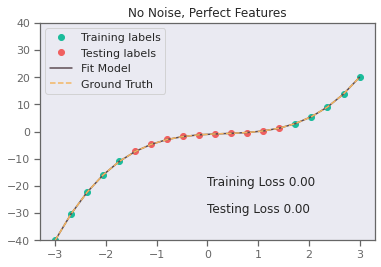 No Noise, Perfect Features
40
30
20
10
0
−10
−20
−30
−40
Training labels
Testing labels
Fit Model
Ground Truth
Training Loss 0.00
Testing Loss 0.00
−3
−2
−1
0
1
2
3